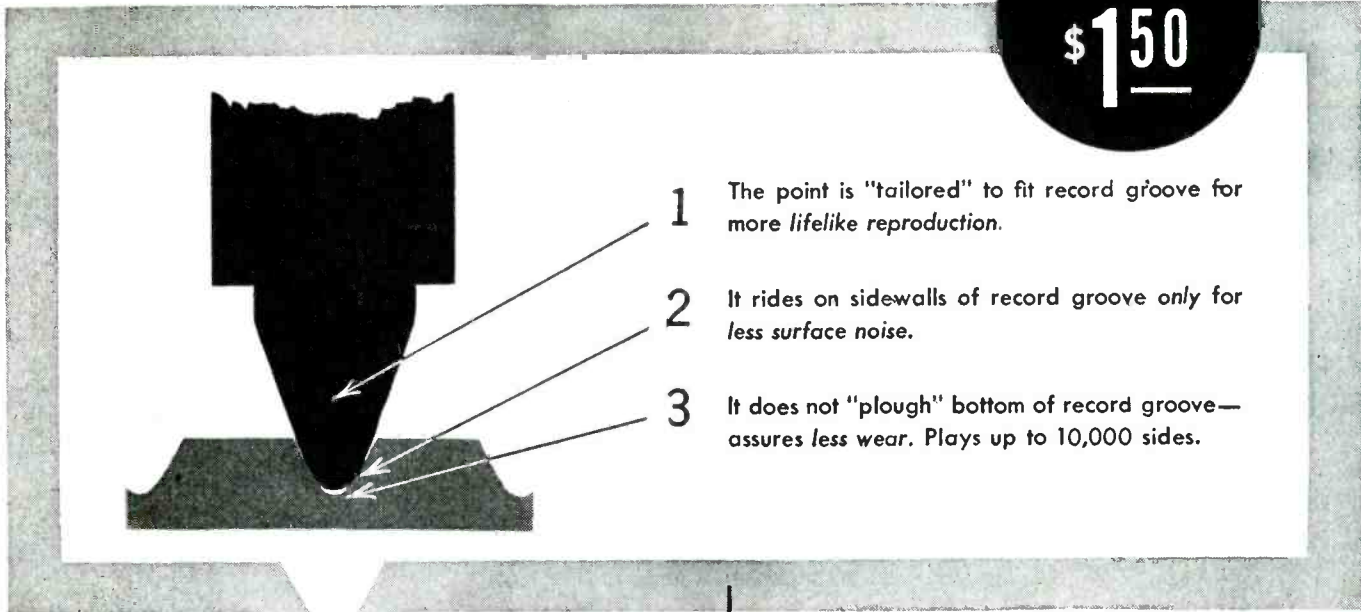 $1 50
1 The point is "tailored" to fit record groove for
more lifelike reproduction.
2 It rides on sidewalls of record groove only for
less surface noise.
3 It does not "plough" bottom of record groove—
assures less wear. Plays up to 10,000 sides.